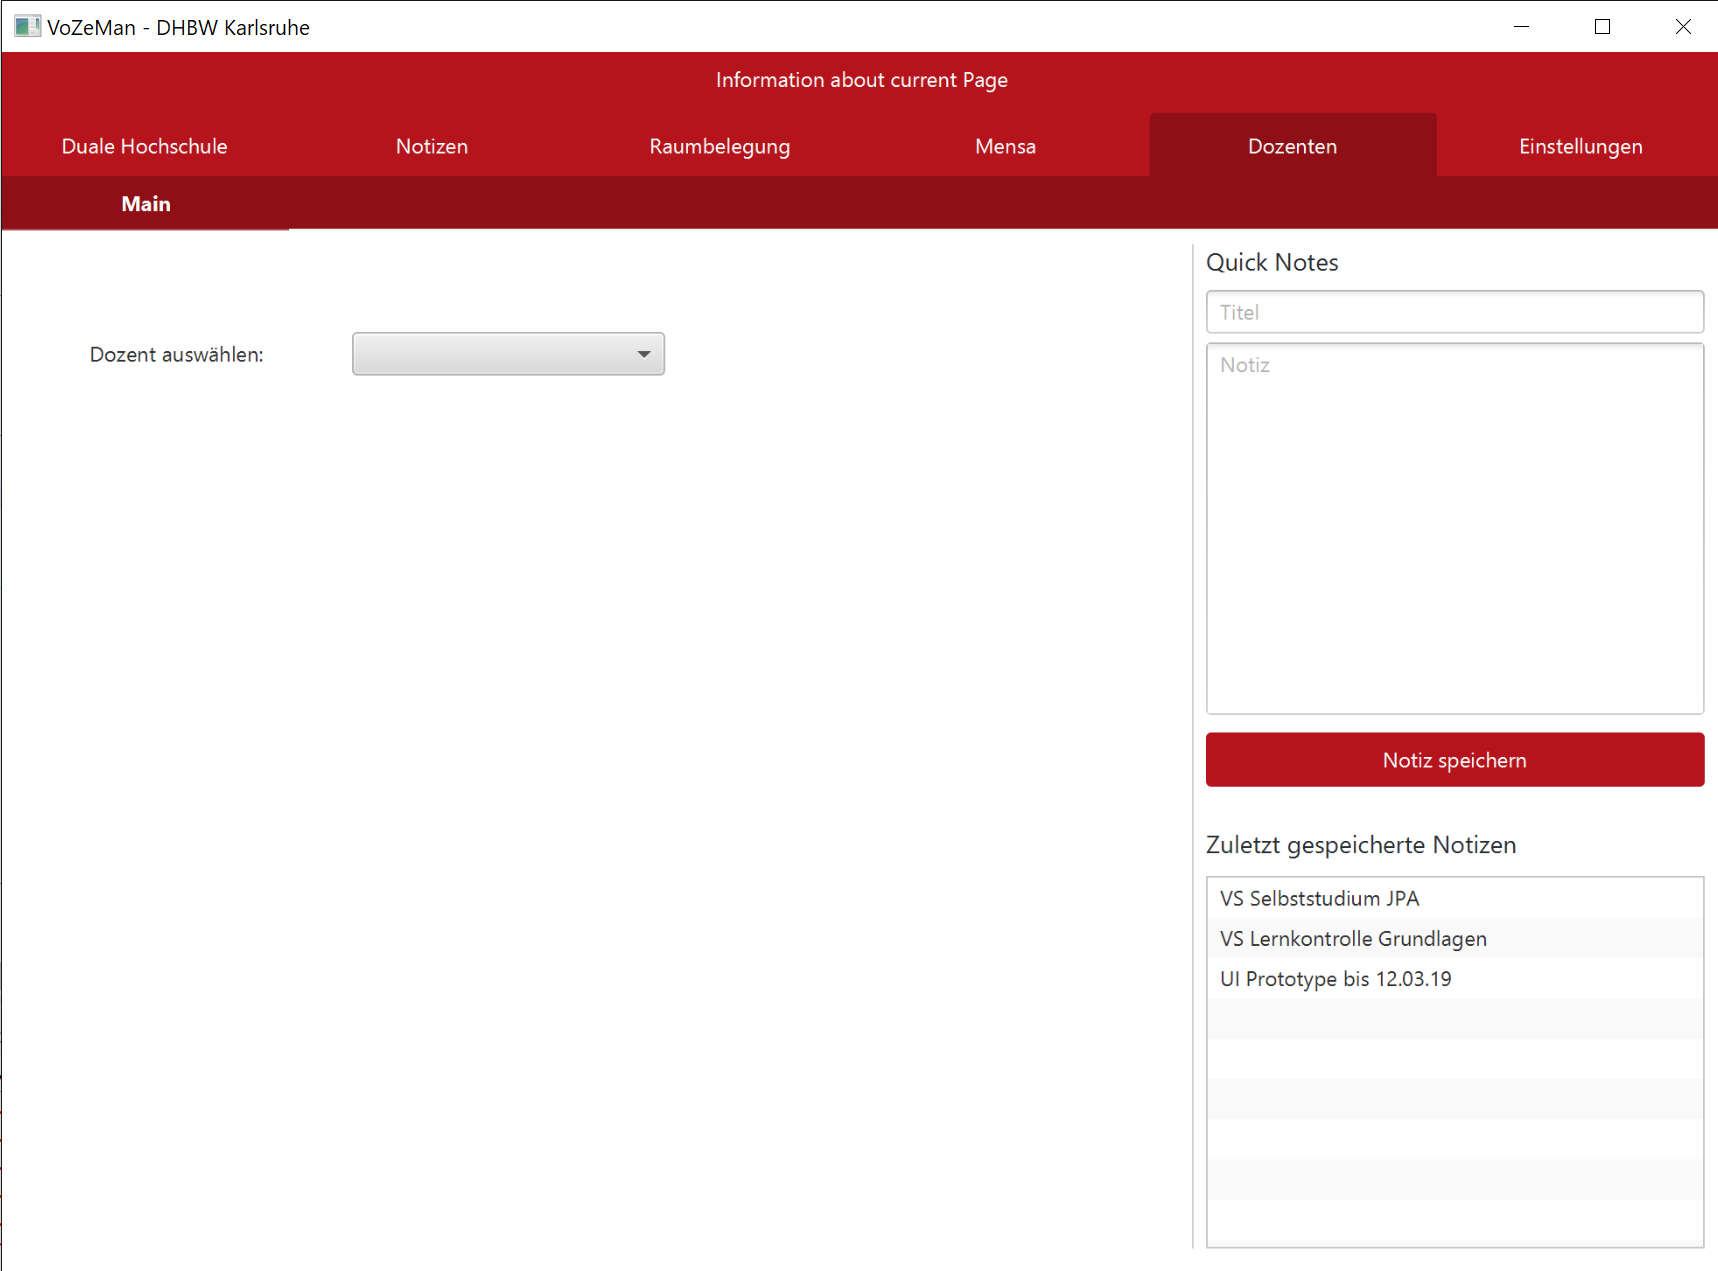 VoZeMan - DHBW Karlsruhe
Information about current Page
Duale Hochschule
Notizen
Raumbelegung
Mensa
Dozenten
Einstellungen
Main
Dozent auswählen:
Quick Notes
Titel
Notiz
Notiz speichern
Zuletzt gespeicherte Notizen
VS Selbststudium JPA
VS Lernkontrolle Grundlagen
UI Prototype bis 12.03.19